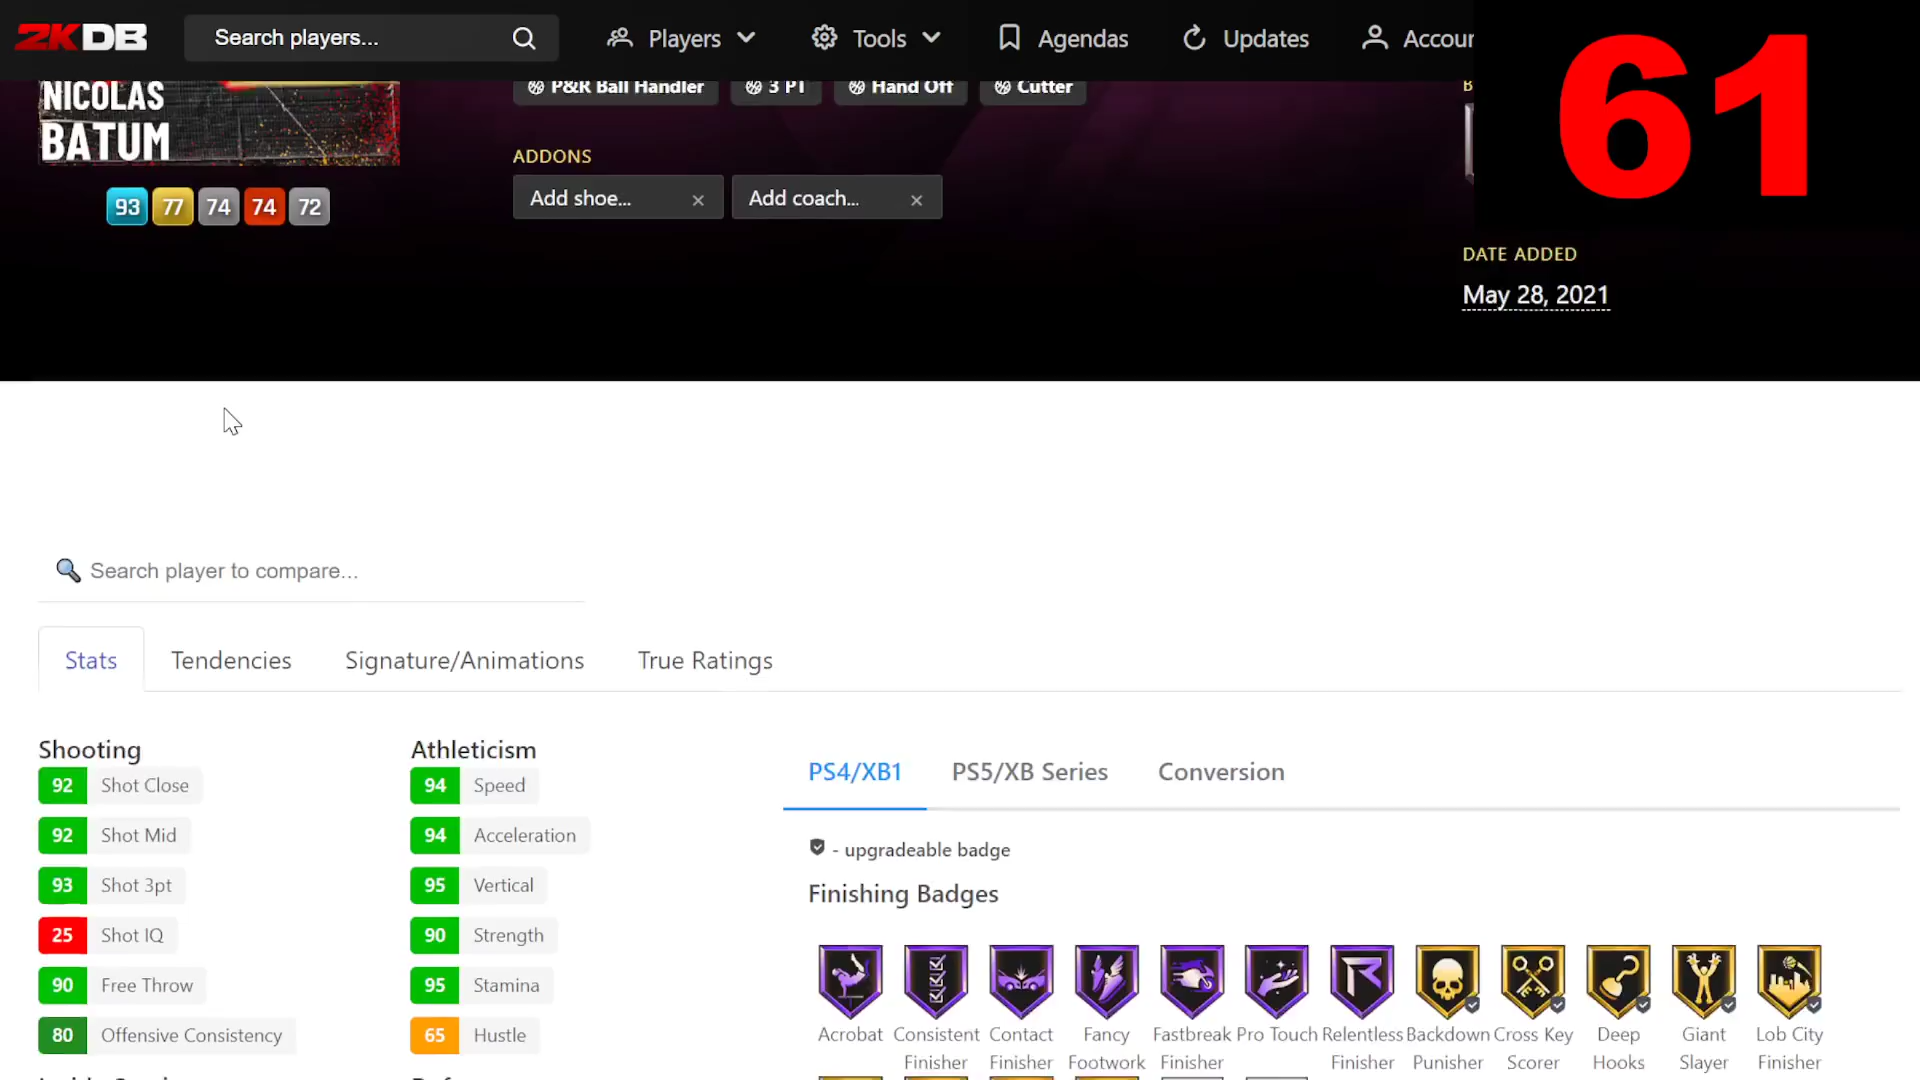 2KDB
Search players...
Players
Tools
Agendas
Updates
Accoun
61
NICOLAS
BATUM
93 77 74 74 72
P&R Ball Handler
3 PT
Hand Off
Cutter
ADDONS
Add shoe... ×
Add coach... ×
B
DATE ADDED
May 28, 2021
Search player to compare...
Stats
Tendencies
Signature/Animations
True Ratings
Shooting
92 Shot Close
92 Shot Mid
93 Shot 3pt
25 Shot IQ
90 Free Throw
80 Offensive Consistency
Athleticism
94 Speed
94 Acceleration
95 Vertical
90 Strength
95 Stamina
65 Hustle
PS4/XB1
PS5/XB Series
Conversion
- upgradeable badge
Finishing Badges
Acrobat
Consistent
Finisher
Contact
Finisher
Fancy
Footwork
Fastbreak
Finisher
Pro Touch
Relentless
Finisher
Backdown
Punisher
Cross Key
Scorer
Deep
Hooks
Giant
Slayer
Lob City
Finisher